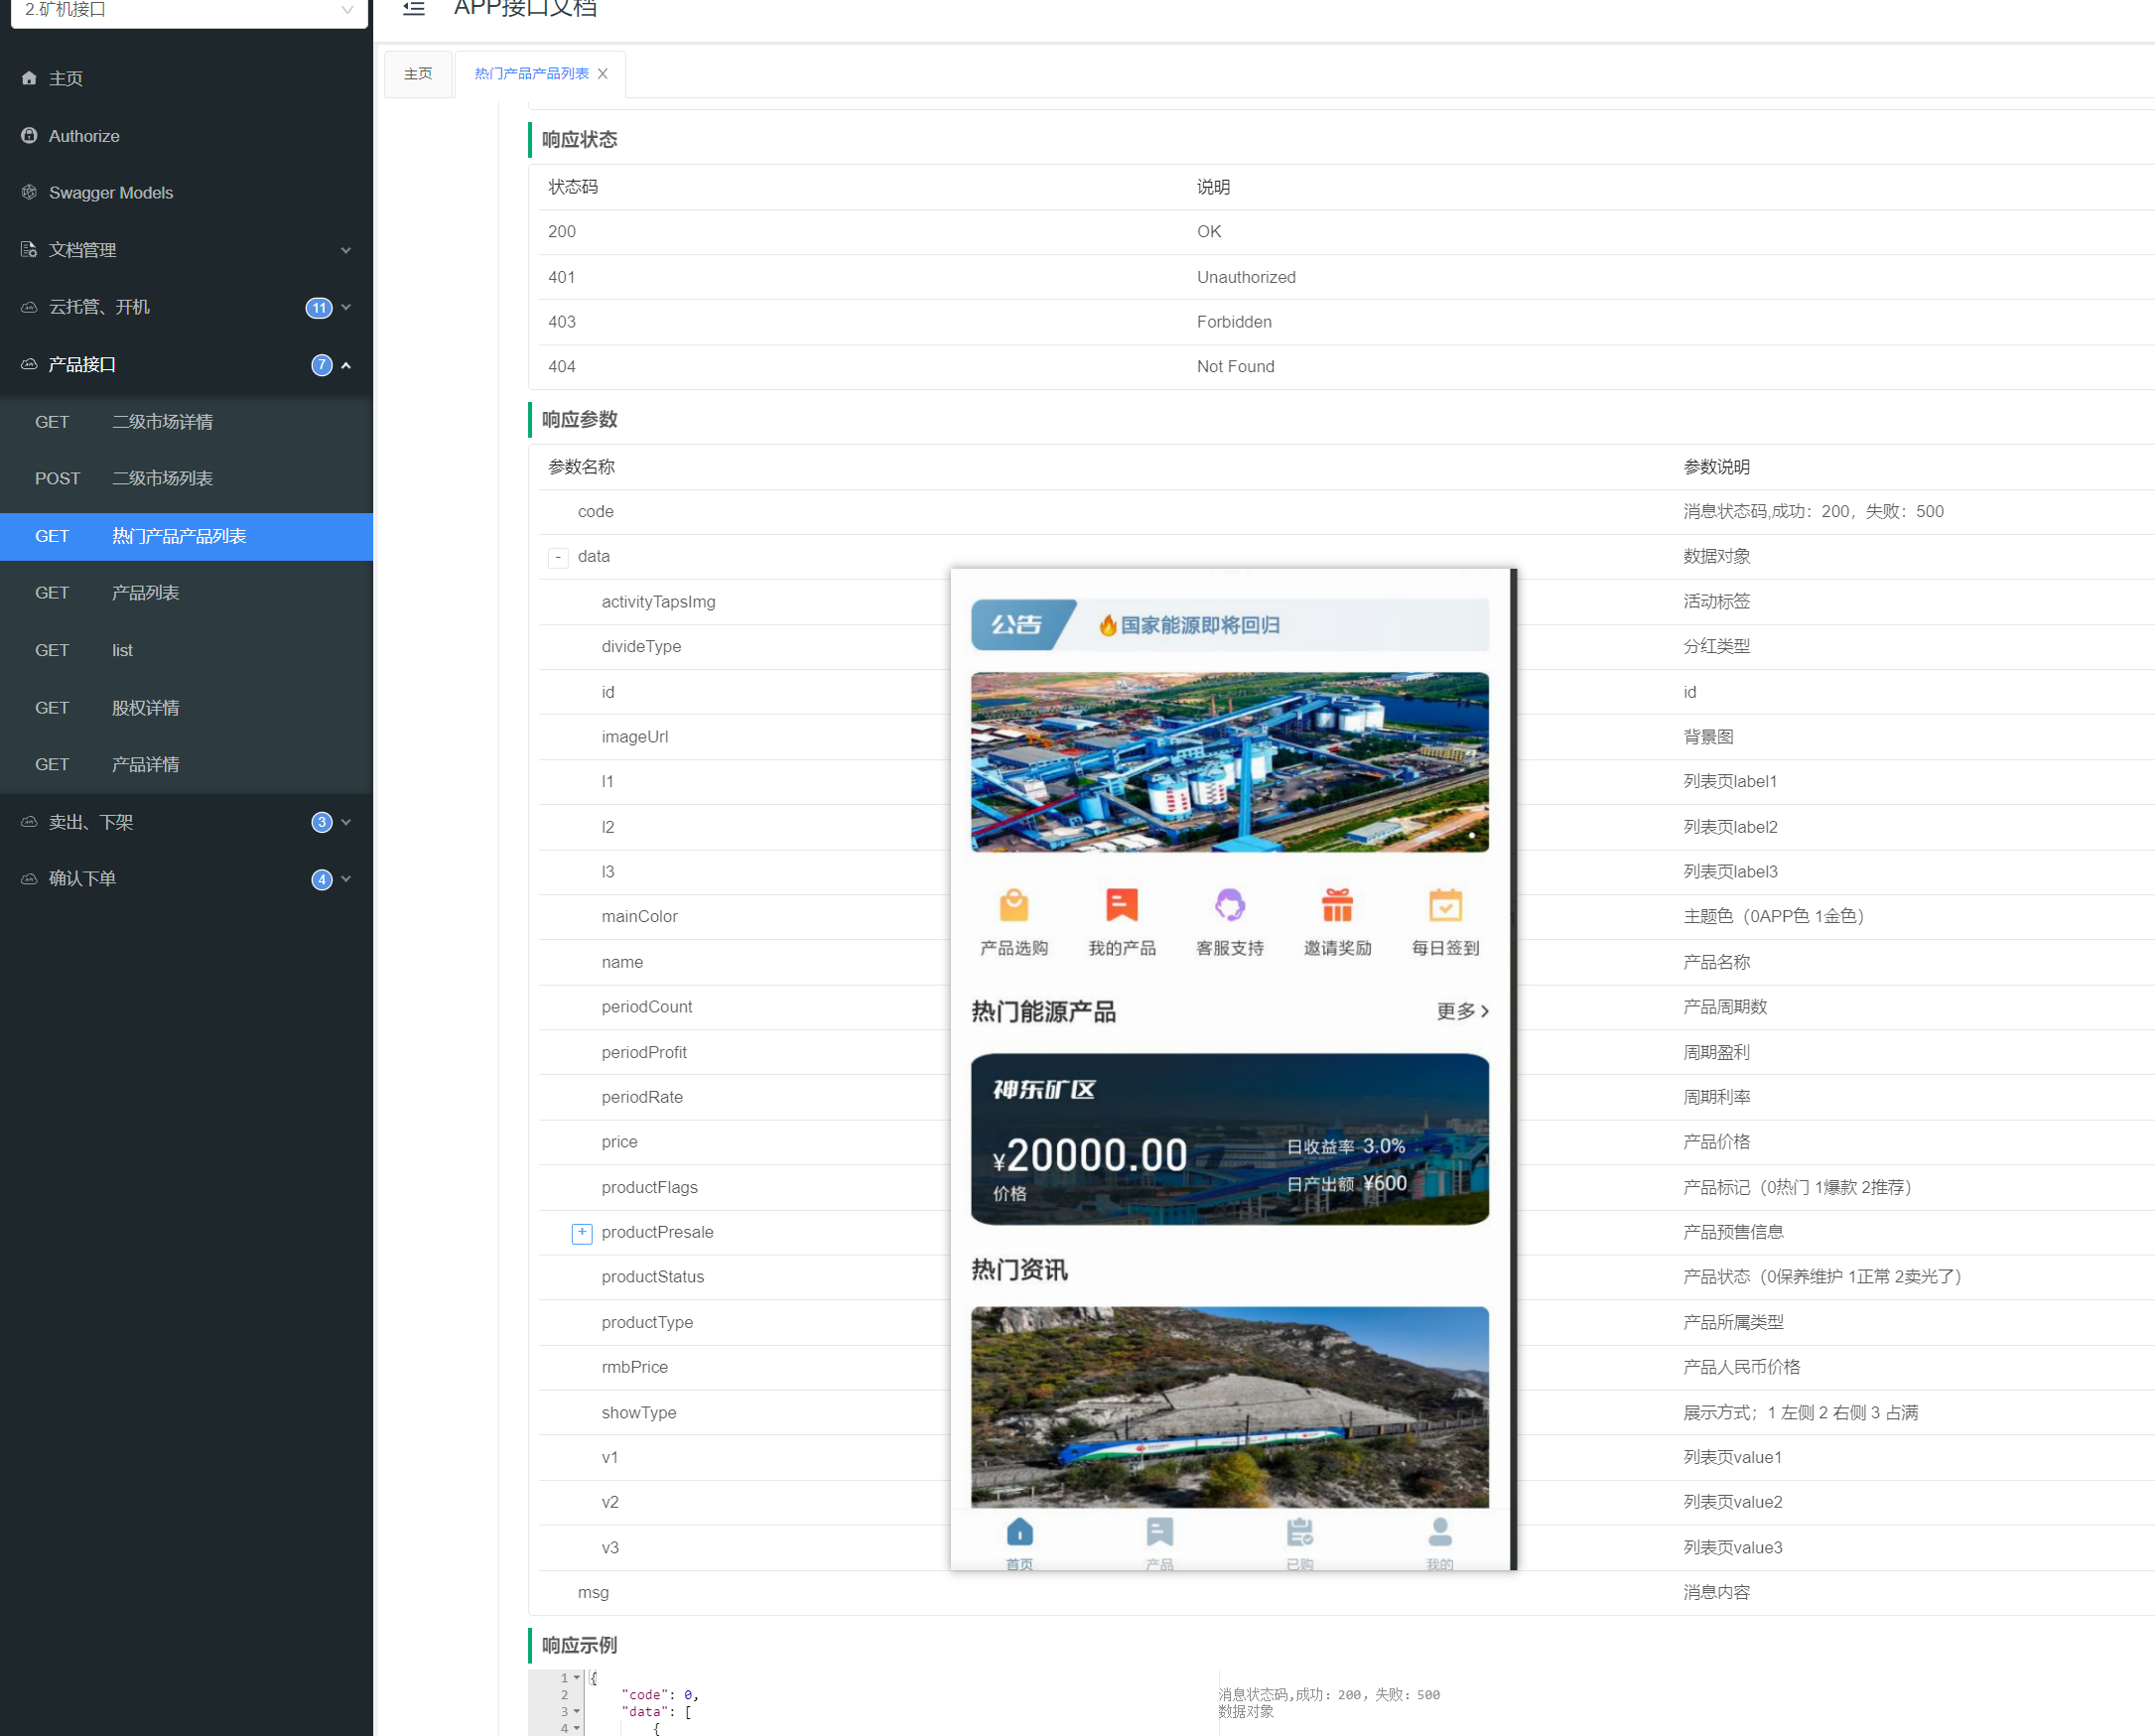 2.矿机接口
APP接口文档
主页
Authorize
Swagger Models
文档管理
云托管、开机
11
产品接口
7
GET 二级市场详情
POST 二级市场列表
GET 热门产品产品列表
GET 产品列表
GET list
GET 股权详情
GET 产品详情
卖出、下架
3
确认下单
4
主页
热门产品产品列表
响应状态
状态码 说明
200 OK
401 Unauthorized
403 Forbidden
404 Not Found
响应参数
参数名称 参数说明
code 消息状态码,成功：200，失败：500
- data 数据对象
activityTapsImg 活动标签
divideType 分红类型
id id
imageUrl 背景图
l1 列表页label1
l2 列表页label2
l3 列表页label3
mainColor 主题色（0APP色 1金色）
name 产品名称
periodCount 产品周期数
periodProfit 周期盈利
periodRate 周期利率
price 产品价格
productFlags 产品标记（0热门 1爆款 2推荐）
+ productPresale 产品预售信息
productStatus 产品状态（0保养维护 1正常 2卖光了）
productType 产品所属类型
rmbPrice 产品人民币价格
showType 展示方式；1 左侧 2 右侧 3 占满
v1 列表页value1
v2 列表页value2
v3 列表页value3
msg 消息内容
公告
国家能源即将回归
产品选购 我的产品 客服支持 邀请奖励 每日签到
热门能源产品 更多
神东矿区
¥20000.00
价格
日收益率 3.0%
日产出额 ¥600
热门资讯
首页 产品 已购 我的
响应示例
1 {
2 "code": 0, 消息状态码,成功：200，失败：500
3 "data": [ 数据对象
4 {